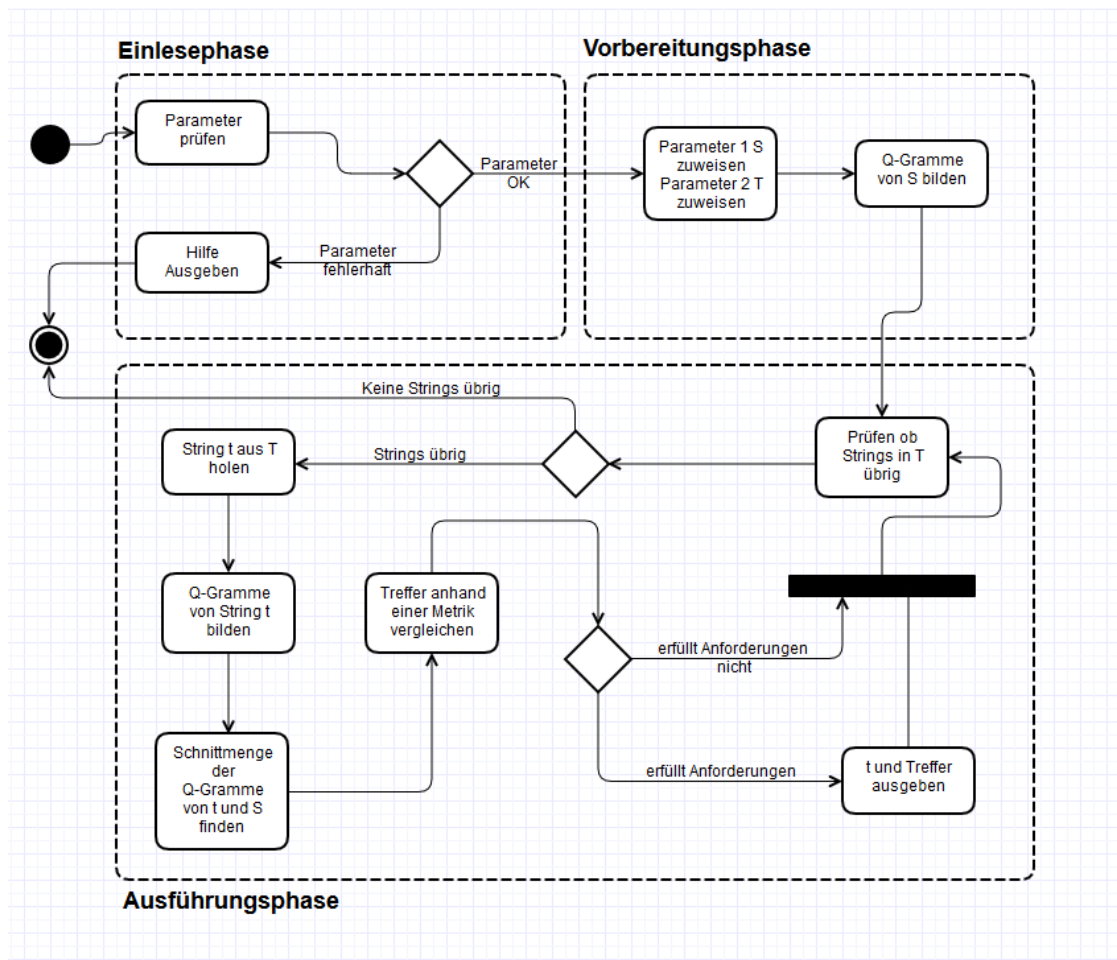 Einlesephase
Vorbereitungsphase
Parameter
prüfen
Parameter
OK
Parameter 1 S
zuweisen
Parameter 2 T
zuweisen
Q-Gramme
von S bilden
Hilfe
Ausgeben
Parameter
fehlerhaft
Keine Strings übrig
String t aus T
holen
Strings übrig
Prüfen ob
Strings in T
übrig
Q-Gramme
von String t
bilden
Treffer anhand
einer Metrik
vergleichen
erfüllt Anforderungen
nicht
Schnittmenge
der
Q-Gramme
von t und S
finden
erfüllt Anforderungen
t und Treffer
ausgeben
Ausführungsphase